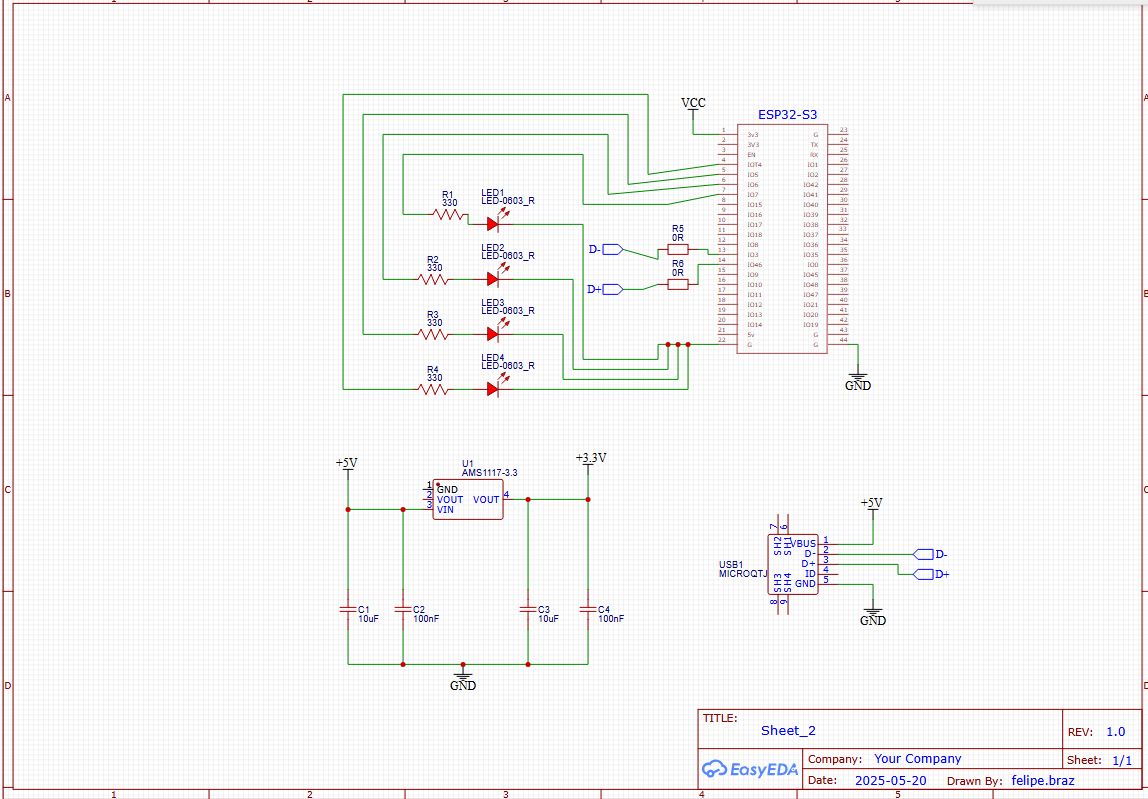 1
2
3
4
5
A
A
B
B
C
C
D
D
VCC
ESP32-S3
1 3v3 G 23
2 3V3 TX 24
3 EN RX 25
4 IOT4 IO1 26
5 IO5 IO2 27
6 IO6 IO42 28
7 IO7 IO41 29
8 IO15 IO40 30
9 IO16 IO39 31
10 IO17 IO38 32
11 IO18 IO37 33
12 IO8 IO36 34
13 IO3 IO35 35
14 IO46 IO0 36
15 IO9 IO45 37
16 IO10 IO48 38
17 IO11 IO47 39
18 IO12 IO21 40
19 IO13 IO20 41
20 IO14 IO19 42
21 5v G 43
22 G G 44
GND
R1
330
LED1
LED-0603_R
R2
330
LED2
LED-0603_R
R3
330
LED3
LED-0603_R
R4
330
LED4
LED-0603_R
D-
R5
0R
D+
R6
0R
+5V
U1
AMS1117-3.3
1 GND
2 VOUT VOUT 4
3 VIN
+3.3V
C1
10uF
C2
100nF
C3
10uF
C4
100nF
GND
+5V
USB1
MICROQTJ
7 SH2
6 SH1
8 SH3
9 SH4
VBUS 1
D- 2
D+ 3
ID 4
GND 5
D-
D+
GND
TITLE:
Sheet_2
REV: 1.0
EasyEDA
Company: Your Company
Sheet: 1/1
Date: 2025-05-20 Drawn By: felipe.braz
1
2
3
4
5